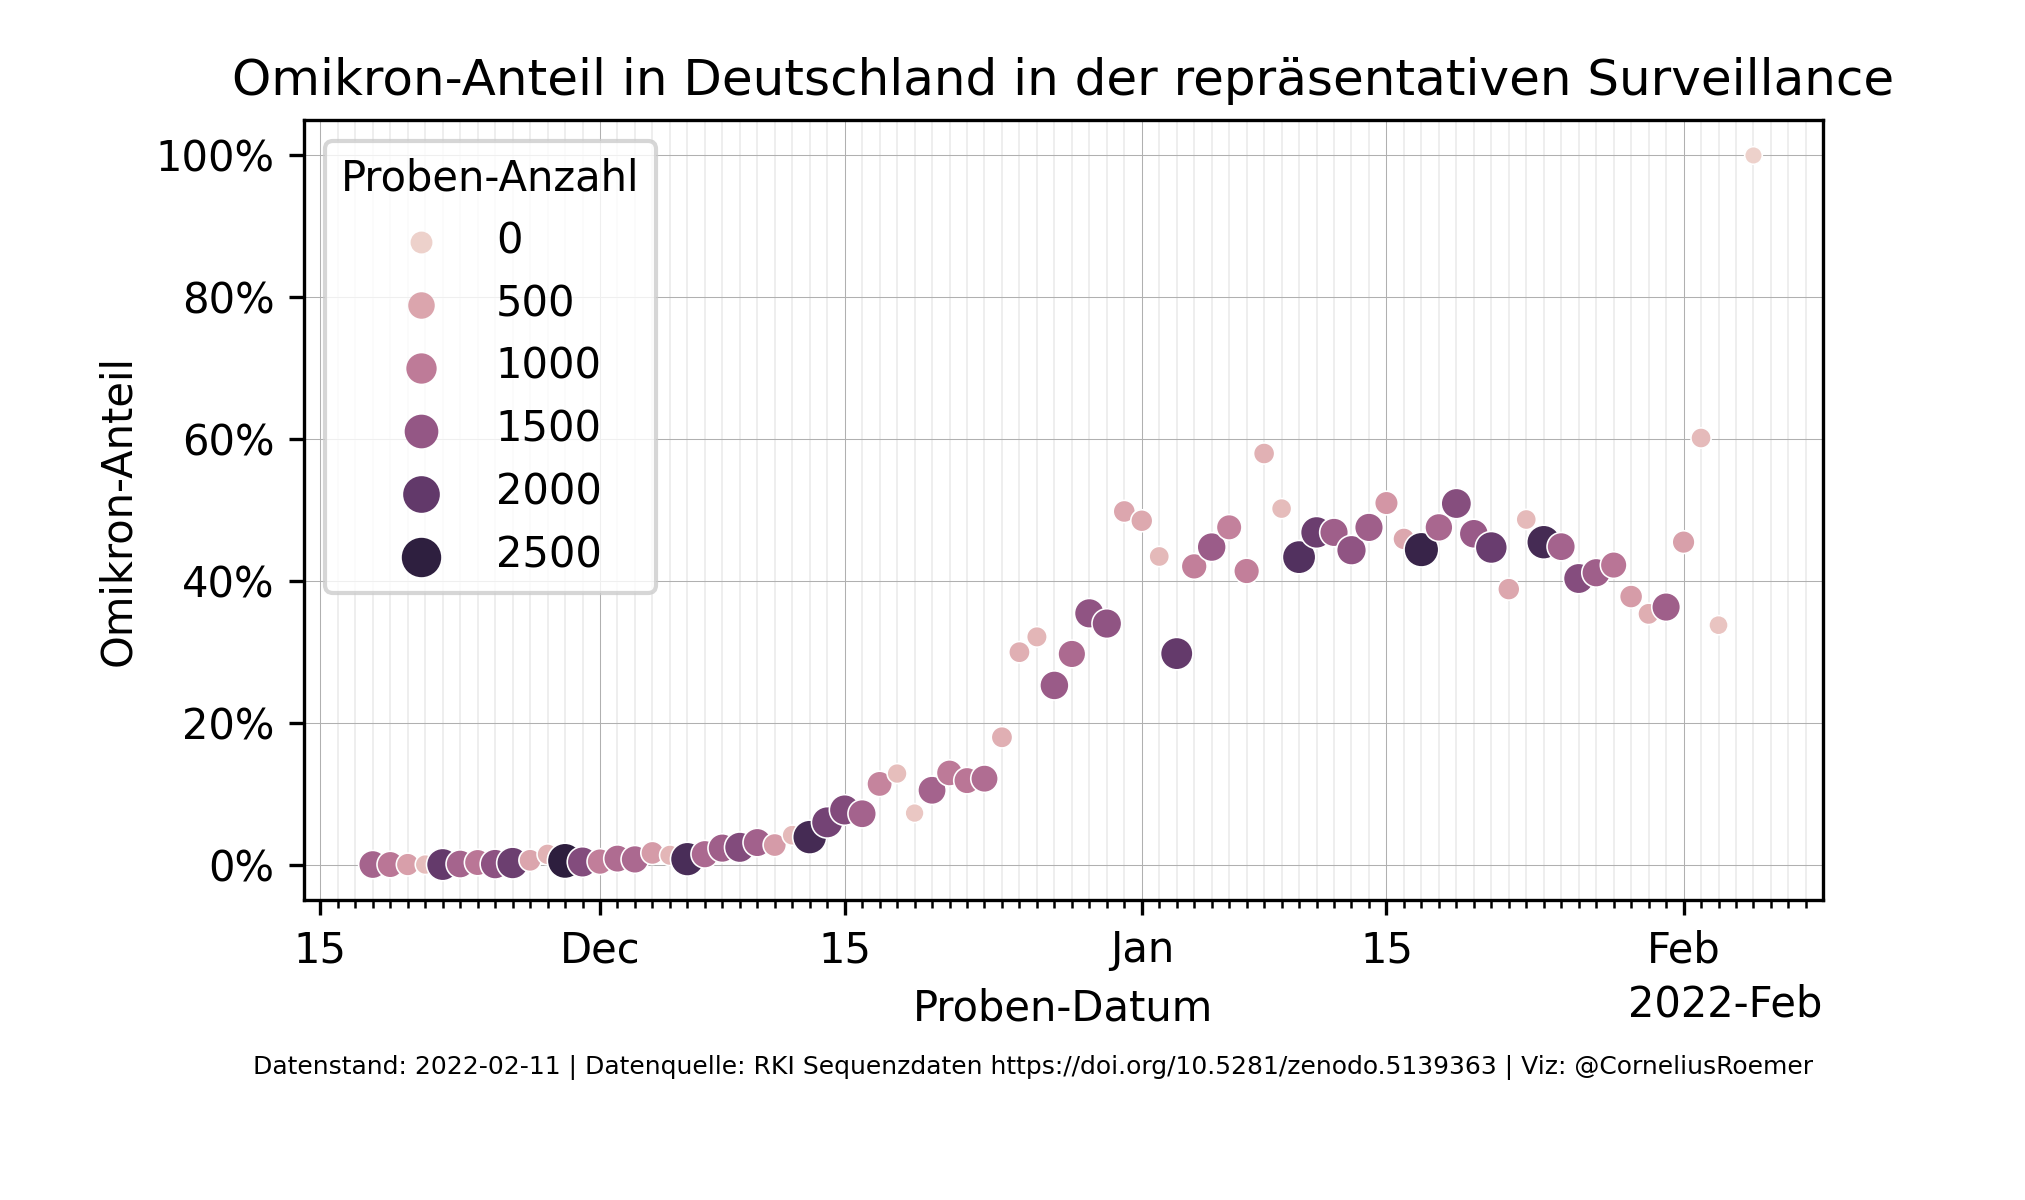 Omikron-Anteil in Deutschland in der repräsentativen Surveillance
100%
80%
60%
40%
20%
0%
Omikron-Anteil
Proben-Anzahl
0
500
1000
1500
2000
2500
15 Dec 15 Jan 15 Feb
2022-Feb
Proben-Datum
Datenstand: 2022-02-11 | Datenquelle: RKI Sequenzdaten https://doi.org/10.5281/zenodo.5139363 | Viz: @CorneliusRoemer